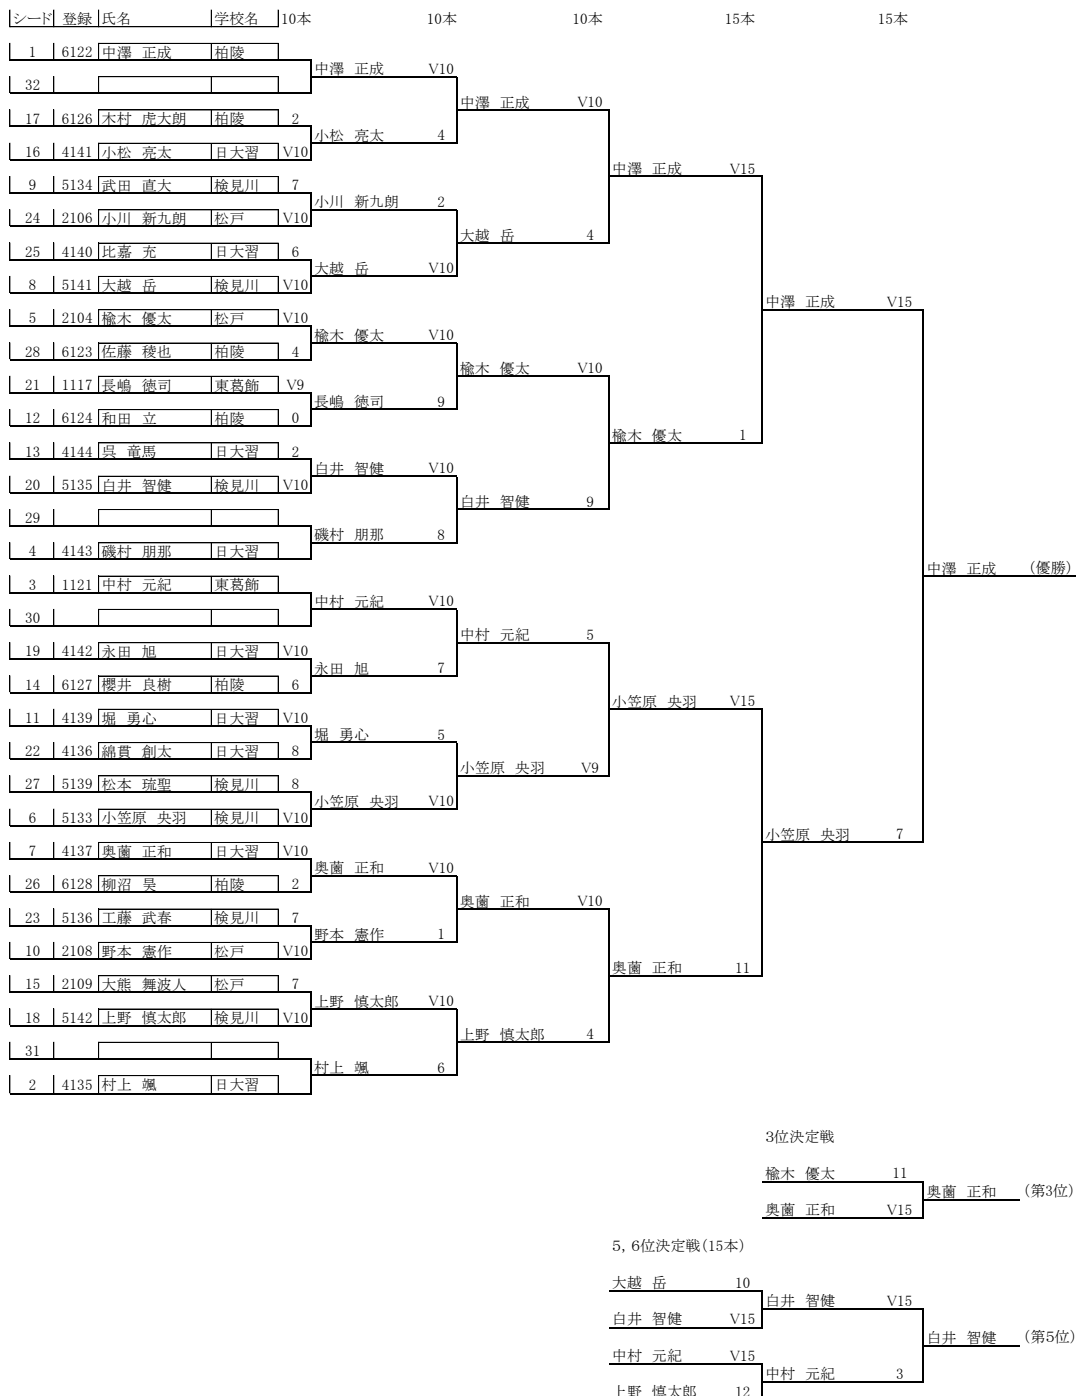 シード 登録 氏名 学校名 10本 10本 10本 15本 15本
1 6122 中澤 正成 柏陵
中澤 正成 V10
32
中澤 正成 V10
17 6126 木村 虎大朗 柏陵 2
小松 亮太 4
16 4141 小松 亮太 日大習 V10
中澤 正成 V15
9 5134 武田 直大 検見川 7
小川 新九朗 2
24 2106 小川 新九朗 松戸 V10
大越 岳 4
25 4140 比嘉 充 日大習 6
大越 岳 V10
8 5141 大越 岳 検見川 V10
中澤 正成 V15
5 2104 楡木 優太 松戸 V10
楡木 優太 V10
28 6123 佐藤 稜也 柏陵 4
楡木 優太 V10
21 1117 長嶋 徳司 東葛飾 V9
長嶋 徳司 9
12 6124 和田 立 柏陵 0
楡木 優太 1
13 4144 呉 竜馬 日大習 2
白井 智健 V10
20 5135 白井 智健 検見川 V10
白井 智健 9
29
磯村 朋那 8
4 4143 磯村 朋那 日大習
中澤 正成 （優勝）
3 1121 中村 元紀 東葛飾
中村 元紀 V10
30
中村 元紀 5
19 4142 永田 旭 日大習 V10
永田 旭 7
14 6127 櫻井 良樹 柏陵 6
小笠原 央羽 V15
11 4139 堀 勇心 日大習 V10
堀 勇心 5
22 4136 綿貫 創太 日大習 8
小笠原 央羽 V9
27 5139 松本 琉聖 検見川 8
小笠原 央羽 V10
6 5133 小笠原 央羽 検見川 V10
小笠原 央羽 7
7 4137 奥薗 正和 日大習 V10
奥薗 正和 V10
26 6128 柳沼 昊 柏陵 2
奥薗 正和 V10
23 5136 工藤 武春 検見川 7
野本 憲作 1
10 2108 野本 憲作 松戸 V10
奥薗 正和 11
15 2109 大熊 舞波人 松戸 7
上野 慎太郎 V10
18 5142 上野 慎太郎 検見川 V10
上野 慎太郎 4
31
村上 颯 6
2 4135 村上 颯 日大習
3位決定戦
楡木 優太 11
奥薗 正和 （第3位）
奥薗 正和 V15
5，6位決定戦（15本）
大越 岳 10
白井 智健 V15
白井 智健 V15
白井 智健 （第5位）
中村 元紀 V15
中村 元紀 3
上野 慎太郎 12